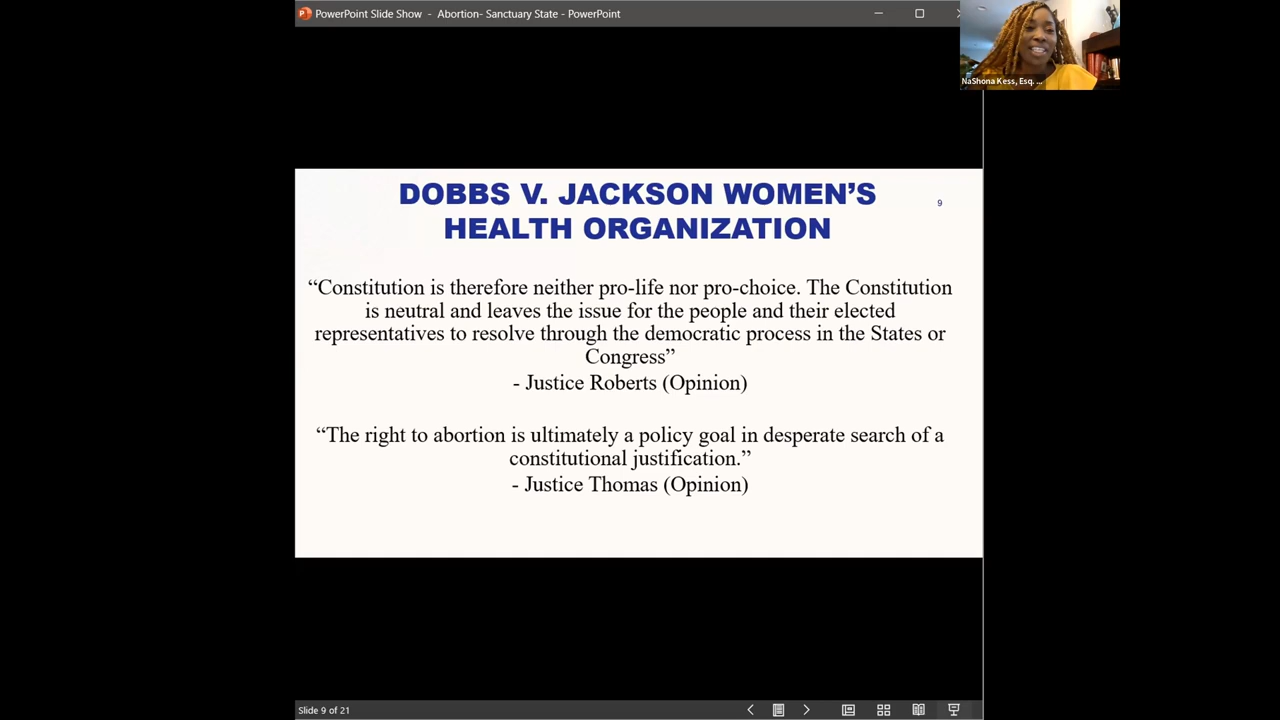 PowerPoint Slide Show - Abortion- Sanctuary State - PowerPoint
NaShona Kess, Esq. ...
DOBBS V. JACKSON WOMEN’S
HEALTH ORGANIZATION
9
“Constitution is therefore neither pro-life nor pro-choice. The Constitution
is neutral and leaves the issue for the people and their elected
representatives to resolve through the democratic process in the States or
Congress”
- Justice Roberts (Opinion)
“The right to abortion is ultimately a policy goal in desperate search of a
constitutional justification.”
- Justice Thomas (Opinion)
Slide 9 of 21